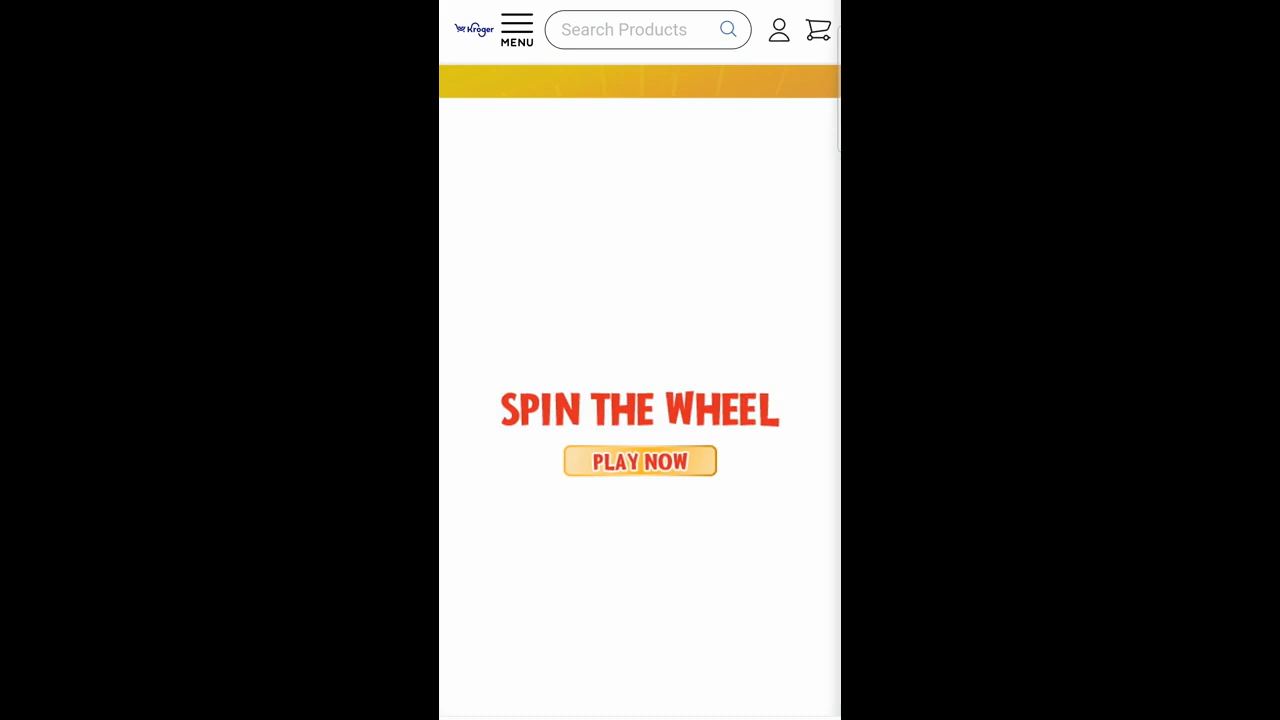 Kroger
MENU
Search Products
SPIN THE WHEEL
PLAY NOW